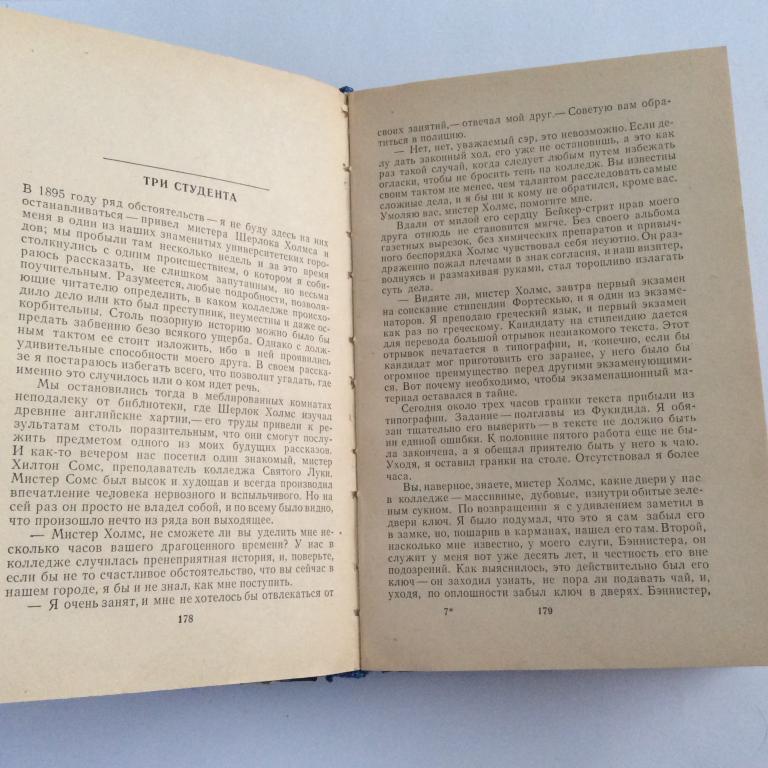 ТРИ СТУДЕНТА
В 1895 году ряд обстоятельств — я не буду здесь на них
останавливаться — привел мистера Шерлока Холмса и
меня в один из наших знаменитых университетских горо-
дов; мы пробыли там несколько недель и за это время
столкнулись с одним происшествием, о котором я соби-
раюсь рассказать, не слишком запутанным, но весьма
поучительным. Разумеется, любые подробности, позволя-
ющие читателю определить, в каком колледже происхо-
дило дело или кто был преступник, неуместны и даже ос-
корбительны. Столь позорную историю можно было бы
предать забвению безо всякого ущерба. Однако с долж-
ным тактом ее стоит изложить, ибо в ней проявились
удивительные способности моего друга. В своем расска-
зе я постараюсь избегать всего, что позволит угадать, где
именно это случилось или о ком идет речь.
Мы остановились тогда в меблированных комнатах
неподалеку от библиотеки, где Шерлок Холмс изучал
древние английские хартии,— его труды привели к ре-
зультатам столь поразительным, что они смогут послу-
жить предметом одного из моих будущих рассказов.
И как-то вечером нас посетил один знакомый, мистер
Хилтон Сомс, преподаватель колледжа Святого Луки.
Мистер Сомс был высок и худощав и всегда производил
впечатление человека нервозного и вспыльчивого. Но на
сей раз он просто не владел собой, и по всему было видно,
что произошло нечто из ряда вон выходящее.
— Мистер Холмс, не сможете ли вы уделить мне не-
сколько часов вашего драгоценного времени? У нас в
колледже случилась пренеприятная история, и, поверьте,
если бы не то счастливое обстоятельство, что вы сейчас в
нашем городе, я бы и не знал, как мне поступить.
— Я очень занят, и мне не хотелось бы отвлекаться от
178
своих занятий,— отвечал мой друг.— Советую вам обра-
титься в полицию.
— Нет, нет, уважаемый сэр, это невозможно. Если де-
лу дать законный ход, его уже не остановишь, а это как
раз такой случай, когда следует любым путем избежать
огласки, чтобы не бросить тень на колледж. Вы известны
своим тактом не менее, чем талантом расследовать самые
сложные дела, и я бы ни к кому не обратился, кроме вас.
Умоляю вас, мистер Холмс, помогите мне.
Вдали от милой его сердцу Бейкер-стрит нрав моего
друга отнюдь не становится мягче. Без своего альбома
газетных вырезок, без химических препаратов и привыч-
ного беспорядка Холмс чувствовал себя неуютно. Он раз-
драженно пожал плечами в знак согласия, и наш визитер,
волнуясь и размахивая руками, стал торопливо излагать
суть дела.
— Видите ли, мистер Холмс, завтра первый экзамен
на соискание стипендии Фортескью, и я один из экзаме-
наторов. Я преподаю греческий язык, и первый экзамен
как раз по греческому. Кандидату на стипендию дается
для перевода большой отрывок незнакомого текста. Этот
отрывок печатается в типографии, и, конечно, если бы
кандидат мог приготовить его заранее, у него было бы
огромное преимущество перед другими экзаменующими-
ся. Вот почему необходимо, чтобы экзаменационный ма-
териал оставался в тайне.
Сегодня около трех часов гранки текста прибыли из
типографии. Задание — полглавы из Фукидида. Я обя-
зан тщательно его выверить — в тексте не должно быть
ни единой ошибки. К половине пятого работа еще не бы-
ла закончена, а я обещал приятелю быть у него к чаю.
Уходя, я оставил гранки на столе. Отсутствовал я более
часа.
Вы, наверное, знаете, мистер Холмс, какие двери у нас
в колледже — массивные, дубовые, изнутри обитые зеле-
ным сукном. По возвращении я с удивлением заметил в
двери ключ. Я было подумал, что это я сам забыл его
в замке, но, пошарив в карманах, нашел его там. Второй,
насколько мне известно, у моего слуги, Бэннистера, он
служит у меня вот уже десять лет, и честность его вне
подозрений. Как выяснилось, это действительно был его
ключ — он заходил узнать, не пора ли подавать чай, и,
уходя, по оплошности забыл ключ в дверях. Бэннистер,
7* 179